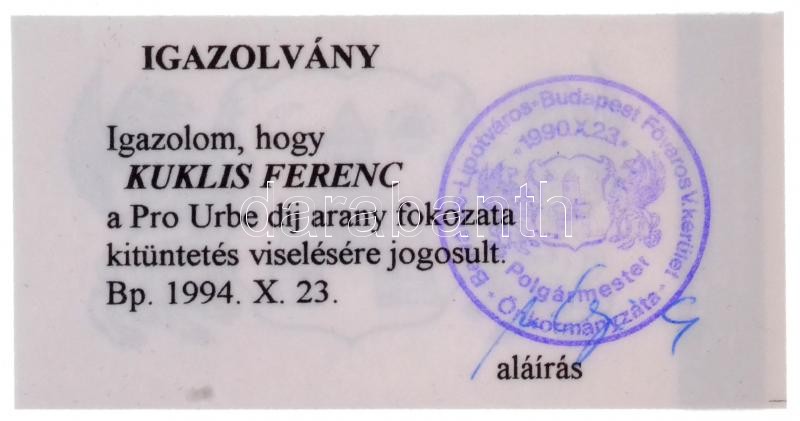 IGAZOLVÁNY
Igazolom, hogy
KUKLIS FERENC
a Pro Urbe díj arany fokozata
kitüntetés viselésére jogosult.
Bp. 1994. X. 23.
aláírás
-Lipótváros-Budapest Főváros V. kerület
Önkormányzata
1990.X.23.
Polgármester
darabanth